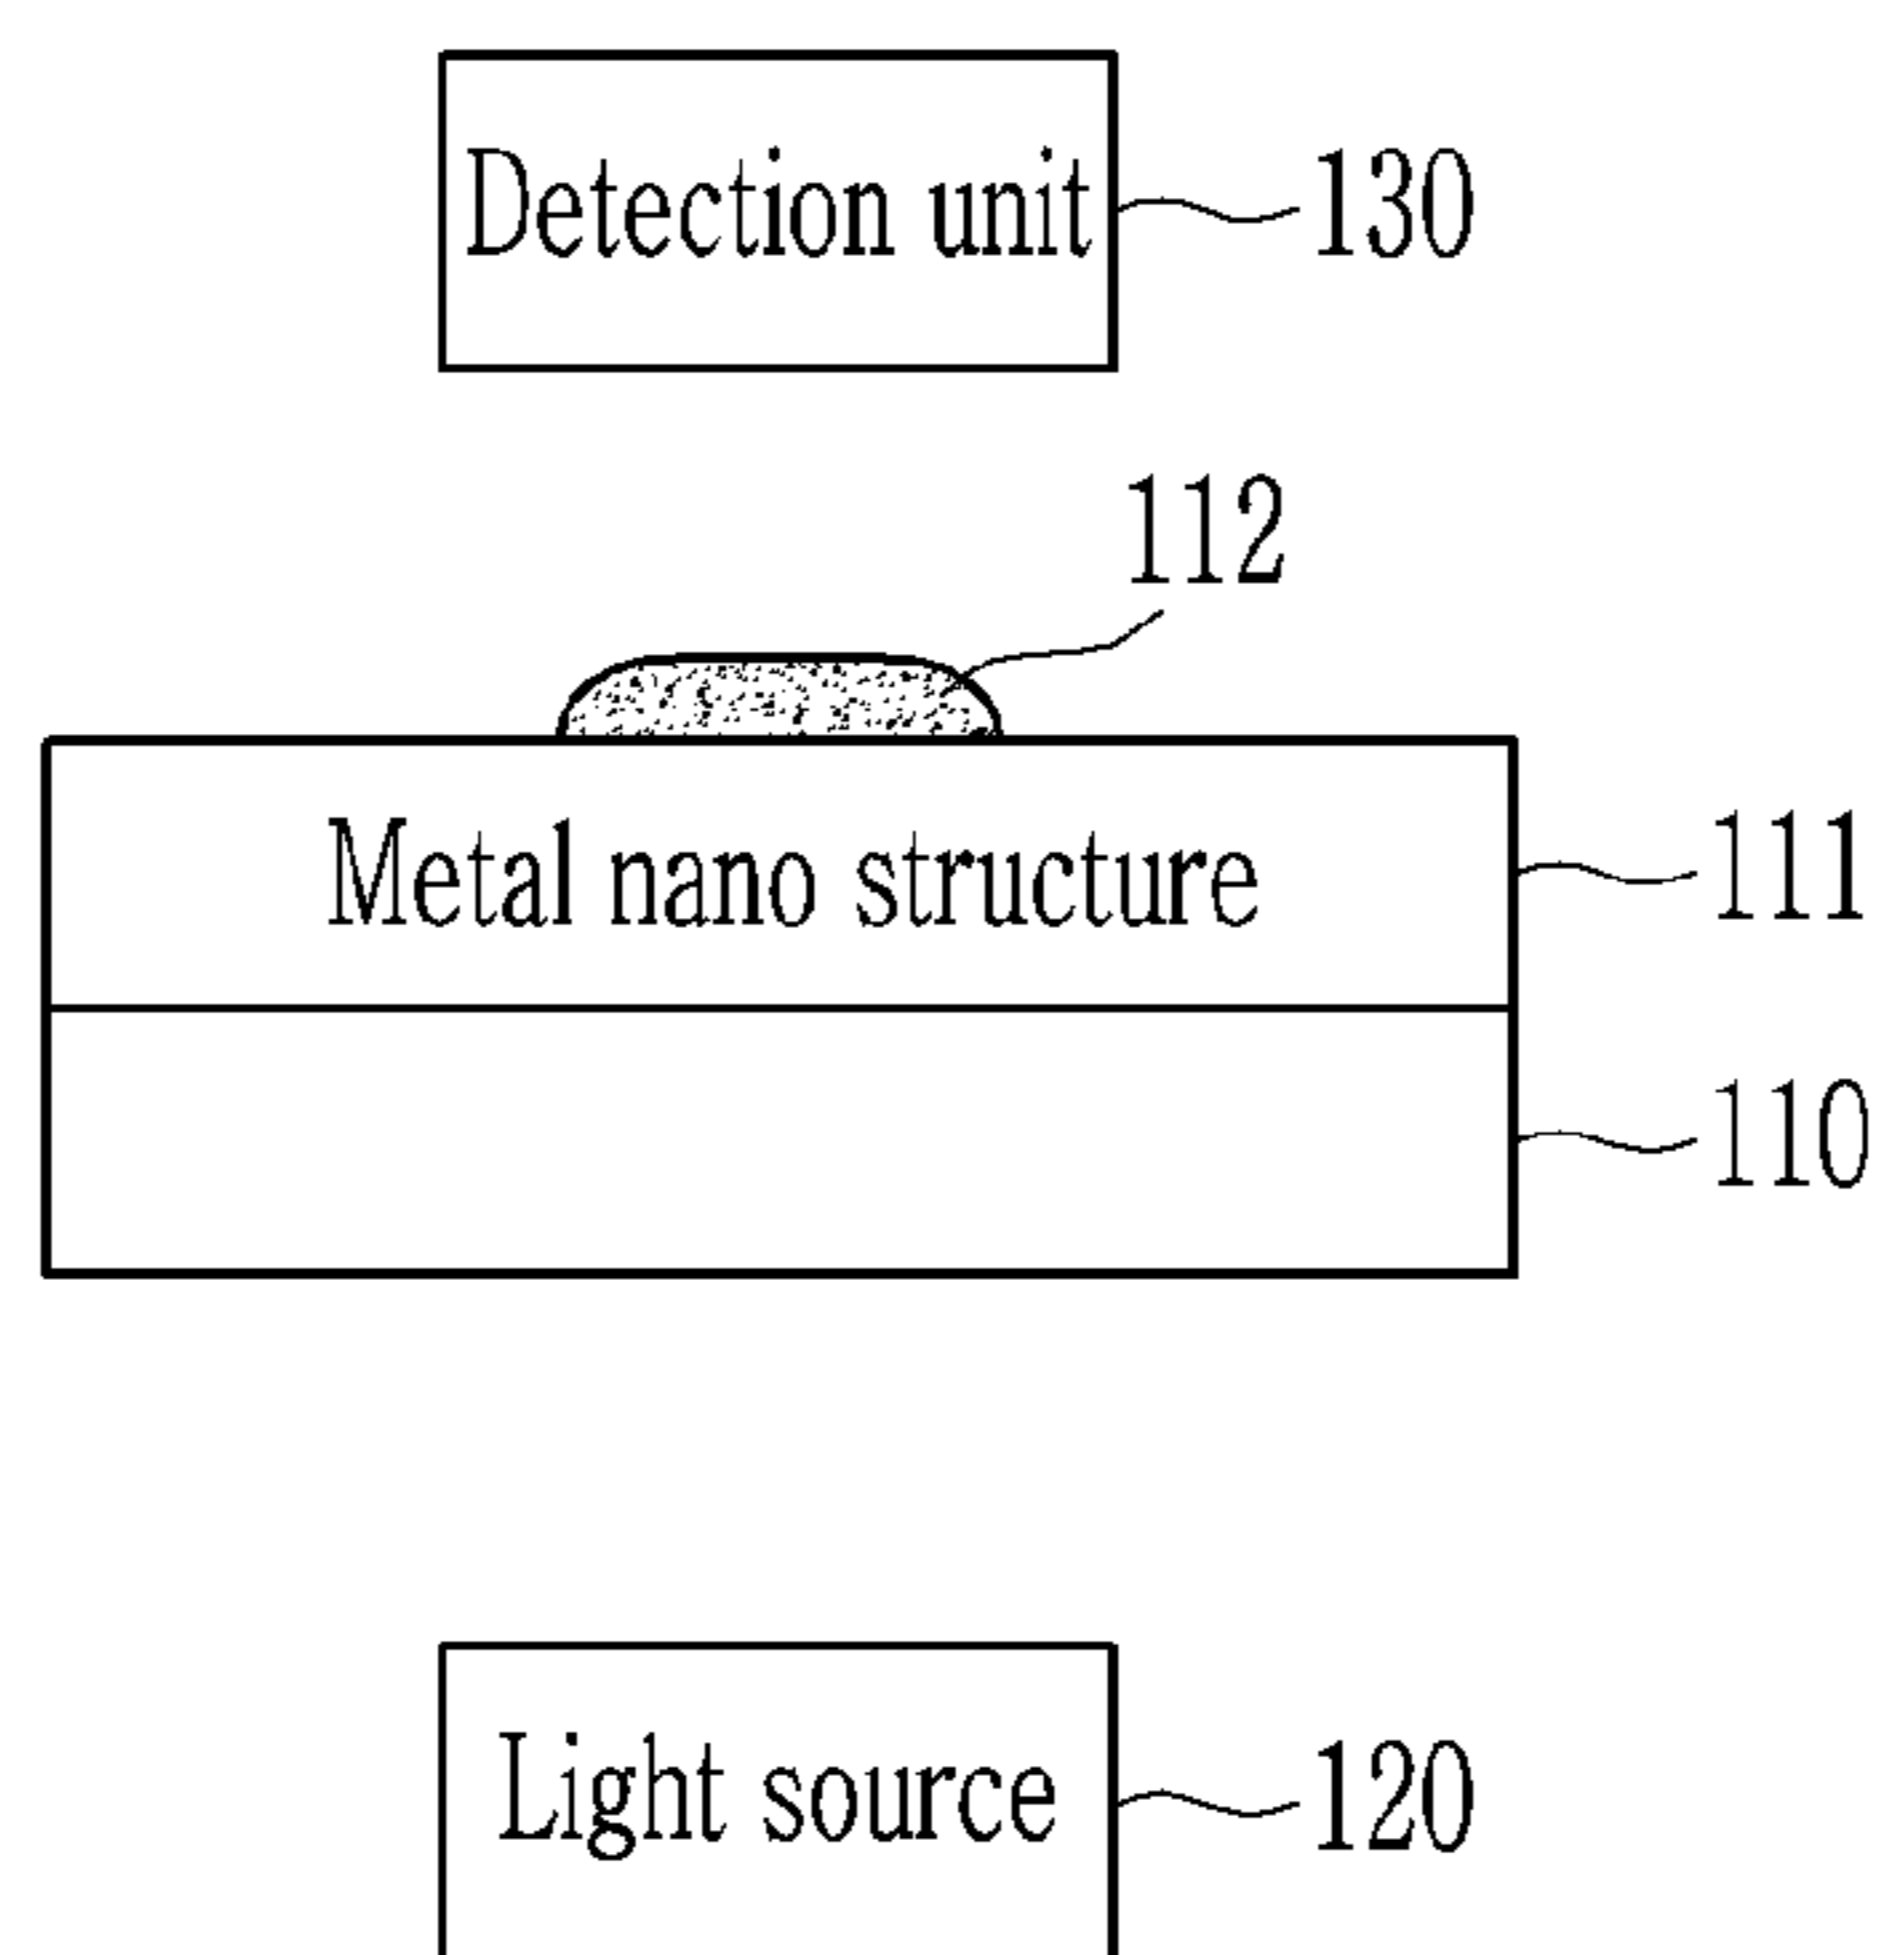 Detection unit 130
112
Metal nano structure 111
110
Light source 120